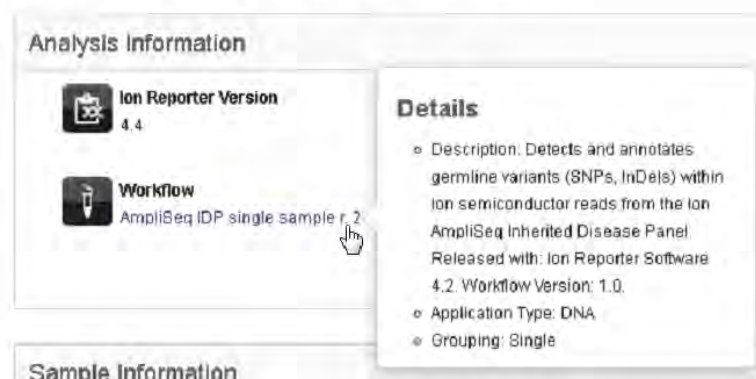 Analysis Information
Ion Reporter Version
4.4
Workflow
AmpliSeq IDP single sample r. 2
Details
Description: Detects and annotates
germline variants (SNPs, InDels) within
Ion semiconductor reads from the Ion
AmpliSeq Inherited Disease Panel
Released with: Ion Reporter Software
4.2. Workflow Version: 1.0.
Application Type: DNA
Grouping: Single
Sample Information